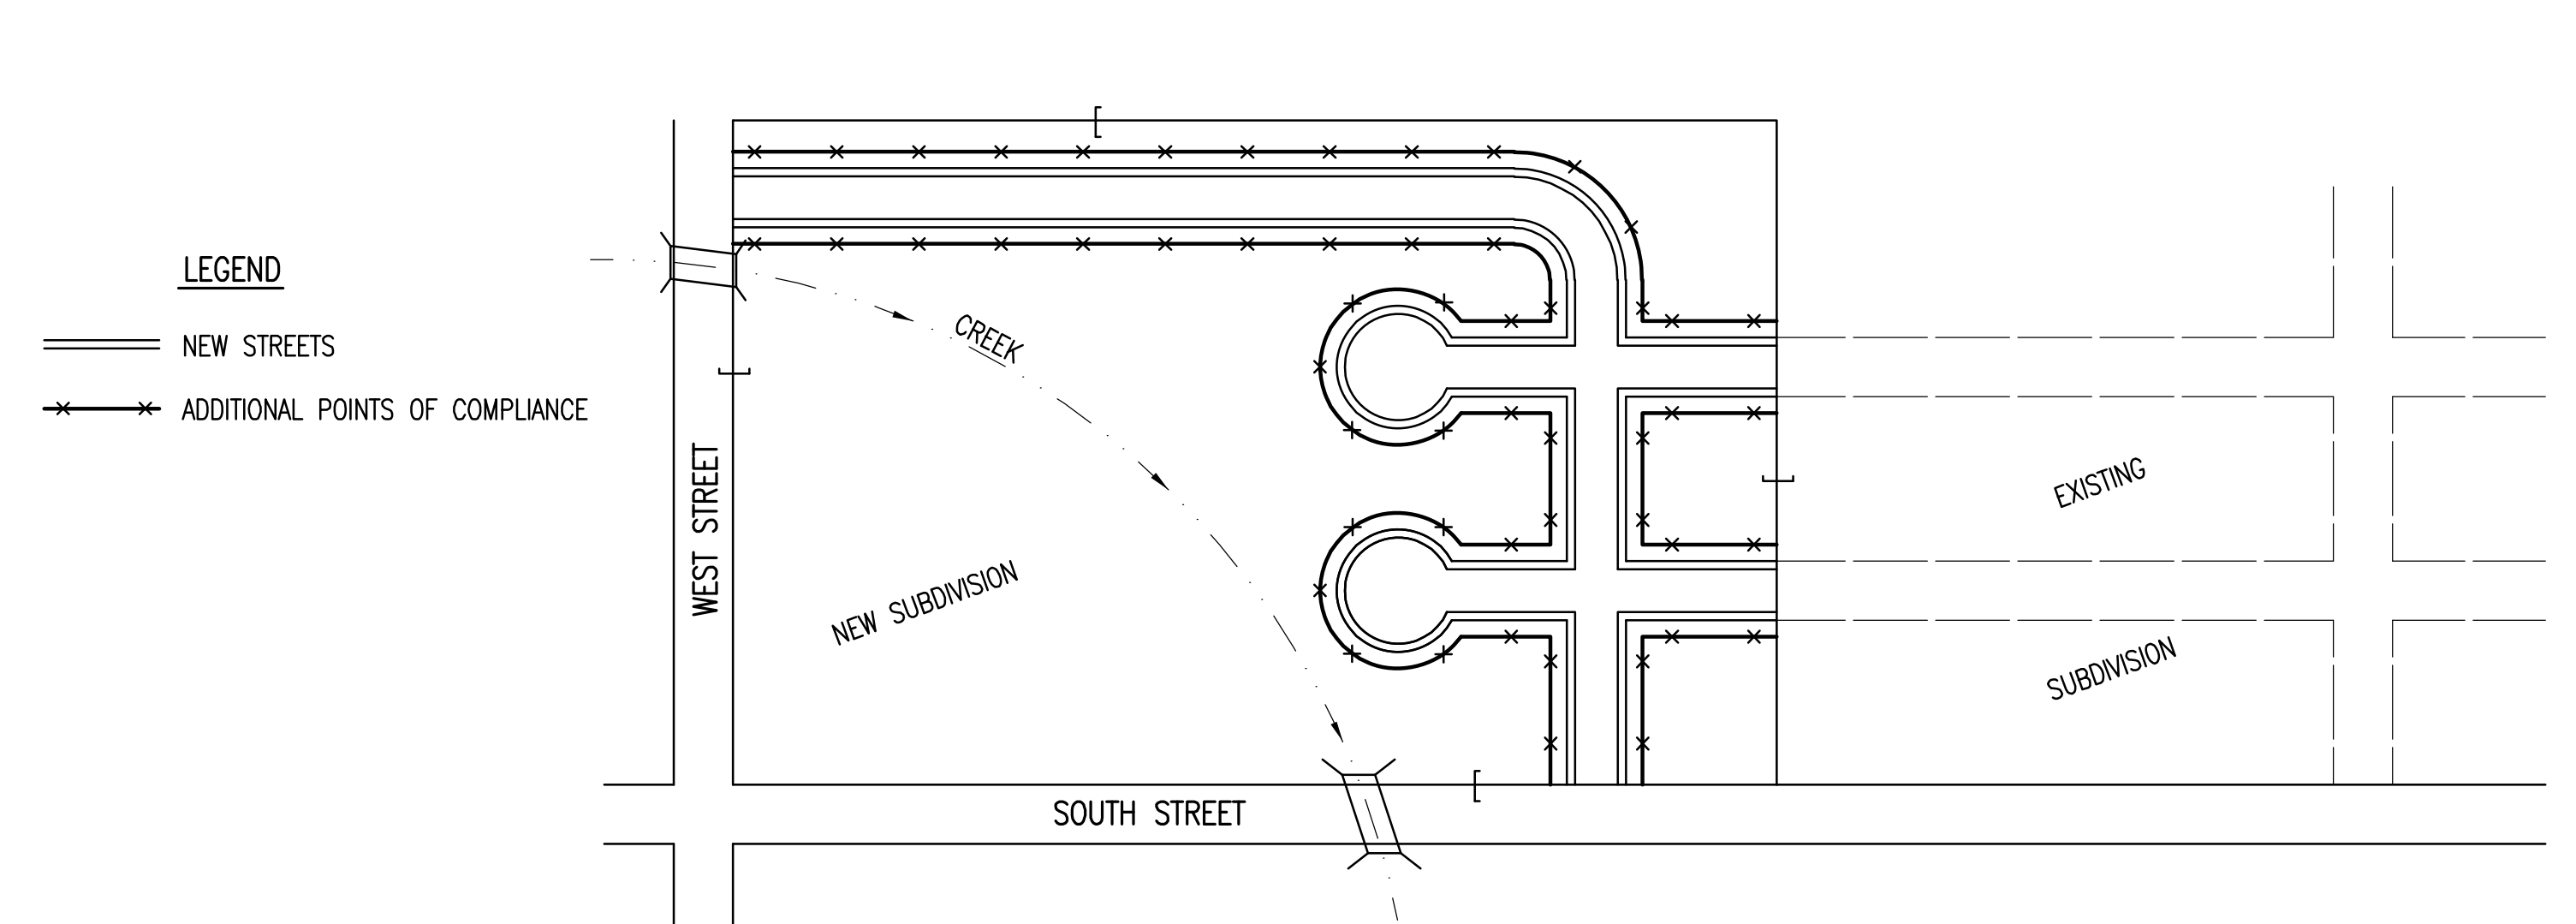 LEGEND
NEW STREETS
ADDITIONAL POINTS OF COMPLIANCE
WEST STREET
CREEK
NEW SUBDIVISION
SOUTH STREET
EXISTING
SUBDIVISION